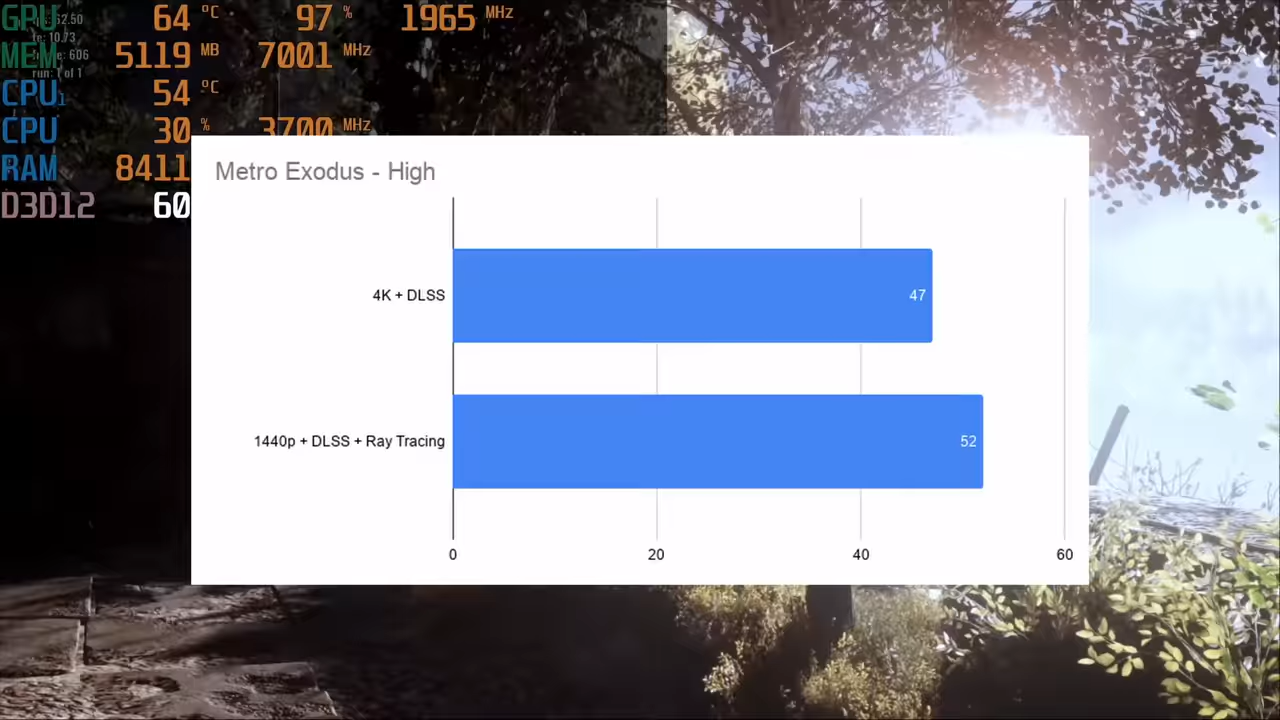 GPU 64 °C 97 % 1965 MHz
MEM 5119 MB 7001 MHz
CPU 54 °C
CPU 30 % 3700 MHz
RAM 8411
D3D12 60
Metro Exodus - High
4K + DLSS 47
1440p + DLSS + Ray Tracing 52
0 20 40 60